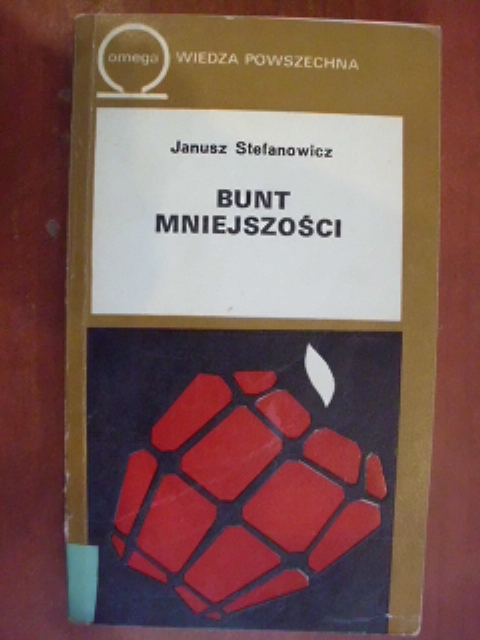 omega
WIEDZA POWSZECHNA
Janusz Stefanowicz
BUNT
MNIEJSZOŚCI